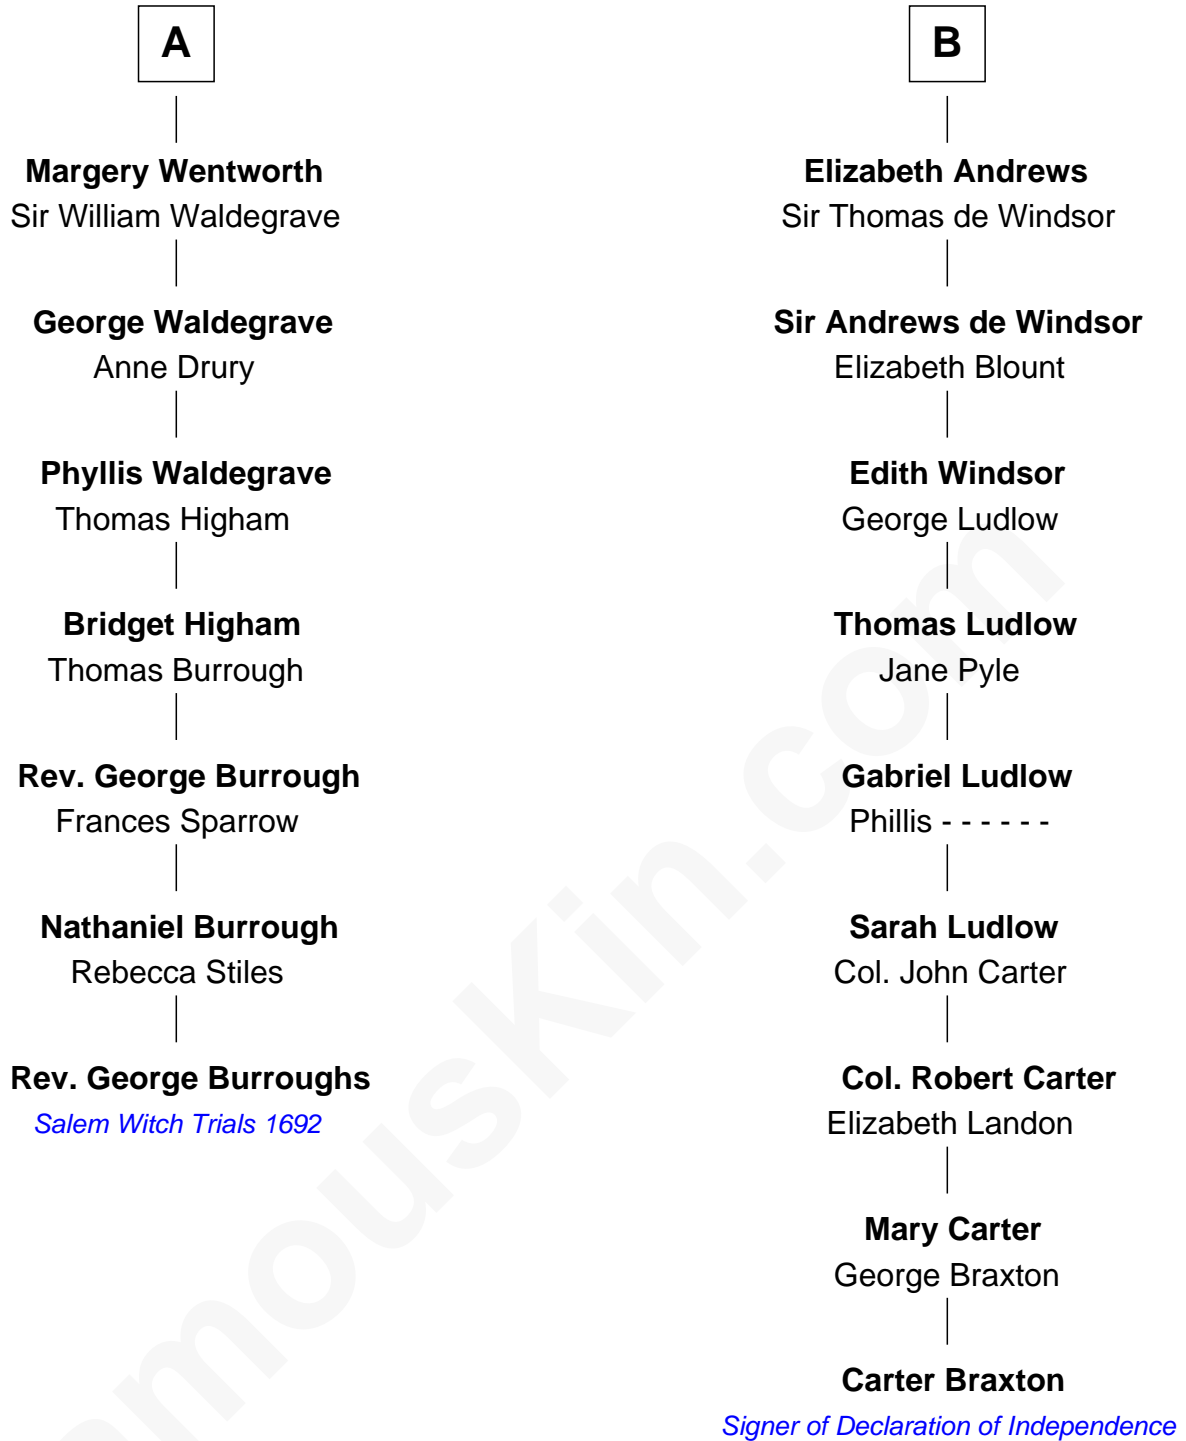 A
Margery Wentworth
Sir William Waldegrave
George Waldegrave
Anne Drury
Phyllis Waldegrave
Thomas Higham
Bridget Higham
Thomas Burrough
Rev. George Burrough
Frances Sparrow
Nathaniel Burrough
Rebecca Stiles
Rev. George Burroughs
Salem Witch Trials 1692
B
Elizabeth Andrews
Sir Thomas de Windsor
Sir Andrews de Windsor
Elizabeth Blount
Edith Windsor
George Ludlow
Thomas Ludlow
Jane Pyle
Gabriel Ludlow
Phillis - - - - - -
Sarah Ludlow
Col. John Carter
Col. Robert Carter
Elizabeth Landon
Mary Carter
George Braxton
Carter Braxton
Signer of Declaration of Independence
amousKin.com